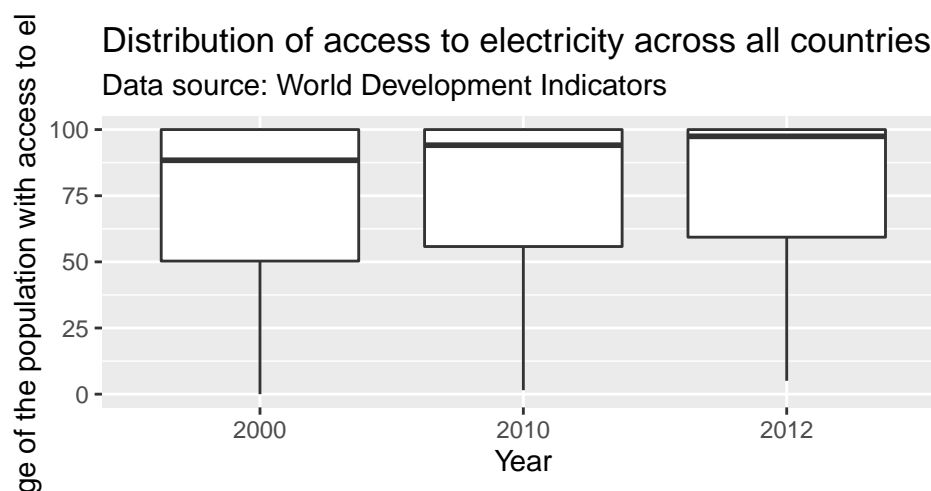 Distribution of access to electricity across all countries
Data source: World Development Indicators
ge of the population with access to el
100
75
50
25
0
2000 2010 2012
Year